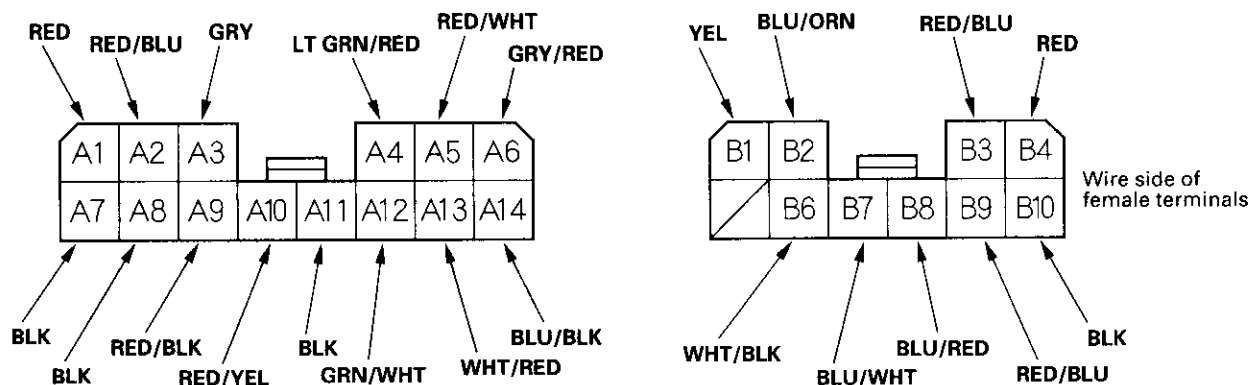 RED
RED/BLU
GRY
LT GRN/RED
RED/WHT
GRY/RED
A1 A2 A3 A4 A5 A6
A7 A8 A9 A10 A11 A12 A13 A14
BLK
BLK
RED/BLK
RED/YEL
BLK
GRN/WHT
WHT/RED
BLU/BLK
YEL
BLU/ORN
RED/BLU
RED
B1 B2 B3 B4
B6 B7 B8 B9 B10
Wire side of
female terminals
WHT/BLK
BLU/WHT
BLU/RED
RED/BLU
BLK